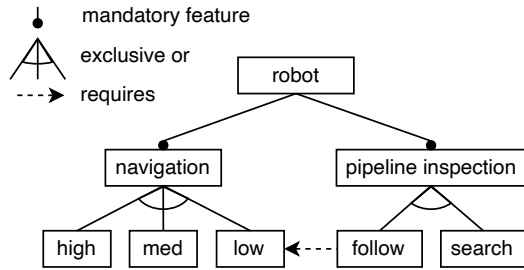 mandatory feature
exclusive or
requires
robot
navigation
pipeline inspection
high
med
low
follow
search